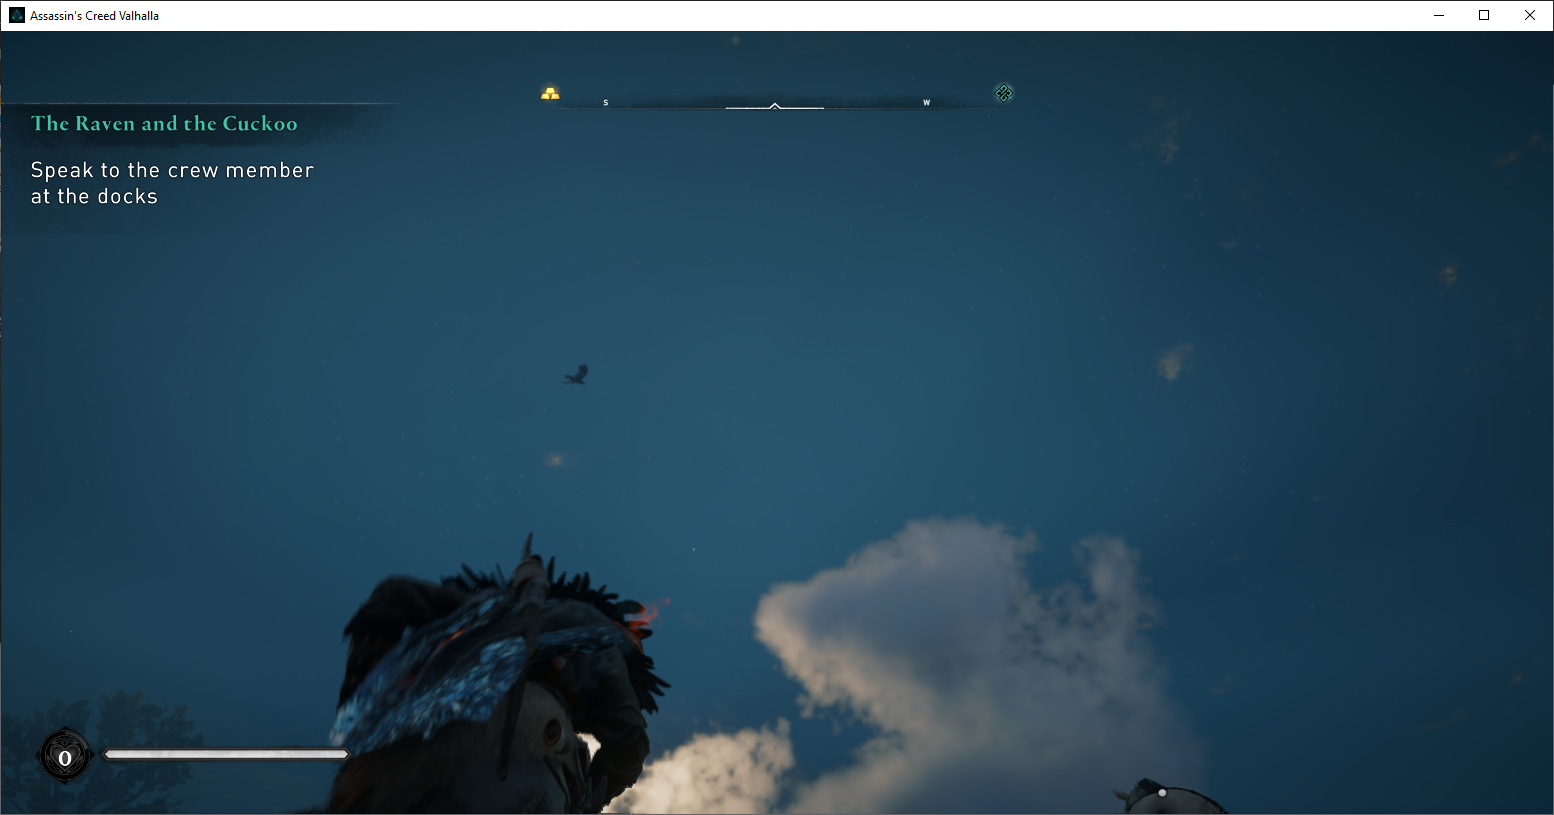 Assassin's Creed Valhalla
S
W
The Raven and the Cuckoo
Speak to the crew member
at the docks
0